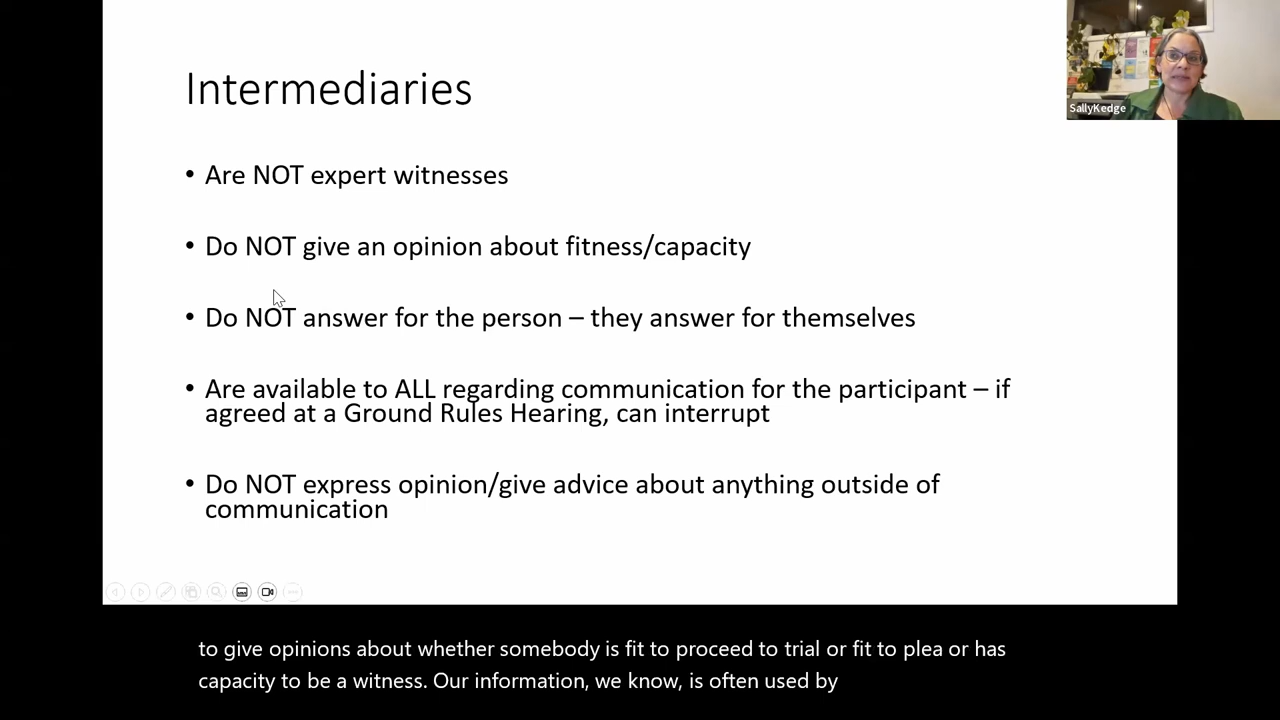 SallyKedge
Intermediaries
• Are NOT expert witnesses
• Do NOT give an opinion about fitness/capacity
• Do NOT answer for the person – they answer for themselves
• Are available to ALL regarding communication for the participant – if
agreed at a Ground Rules Hearing, can interrupt
• Do NOT express opinion/give advice about anything outside of
communication
to give opinions about whether somebody is fit to proceed to trial or fit to plea or has
capacity to be a witness. Our information, we know, is often used by